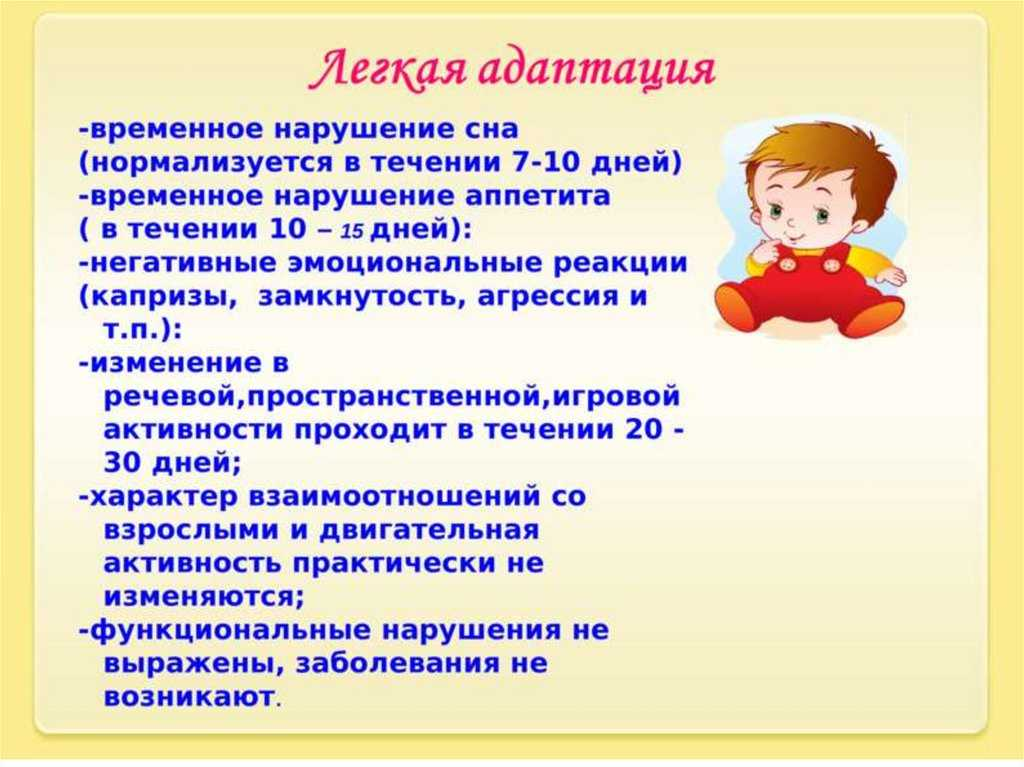 Легкая адаптация
-временное нарушение сна
(нормализуется в течении 7-10 дней)
-временное нарушение аппетита
( в течении 10 – 15 дней):
-негативные эмоциональные реакции
(капризы, замкнутость, агрессия и
т.п.):
-изменение в
речевой,пространственной,игровой
активности проходит в течении 20 -
30 дней;
-характер взаимоотношений со
взрослыми и двигательная
активность практически не
изменяются;
-функциональные нарушения не
выражены, заболевания не
возникают.